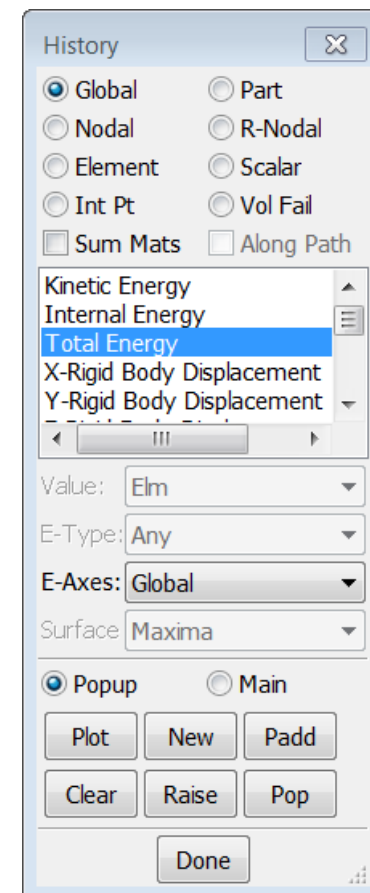 History
Global Part
Nodal R-Nodal
Element Scalar
Int Pt Vol Fail
Sum Mats Along Path
Kinetic Energy
Internal Energy
Total Energy
X-Rigid Body Displacement
Y-Rigid Body Displacement
Value: Elm
E-Type: Any
E-Axes: Global
Surface Maxima
Popup Main
Plot New Padd
Clear Raise Pop
Done